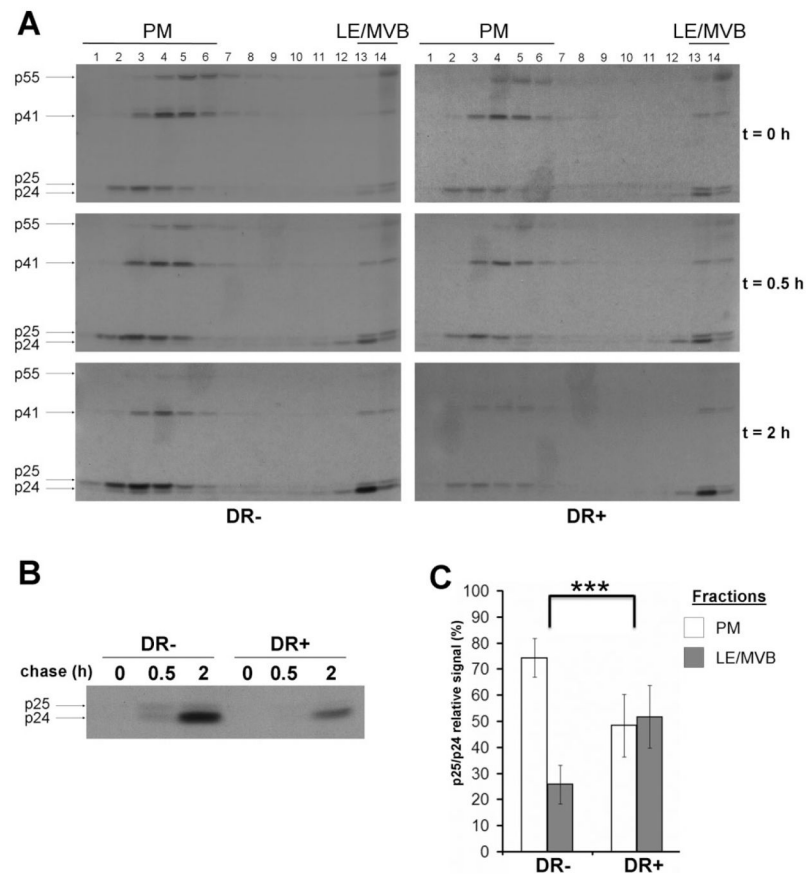 A
PM LE/MVB PM LE/MVB
1 2 3 4 5 6 7 8 9 10 11 12 13 14 1 2 3 4 5 6 7 8 9 10 11 12 13 14
p55
p41
t = 0 h
p25
p24
p55
p41
t = 0.5 h
p25
p24
p55
p41
t = 2 h
p25
p24
DR- DR+
B
DR- DR+
chase (h) 0 0.5 2 0 0.5 2
p25
p24
C
p25/p24 relative signal (%)
100
90
80
70
60
50
40
30
20
10
0
***
DR- DR+
Fractions
PM
LE/MVB